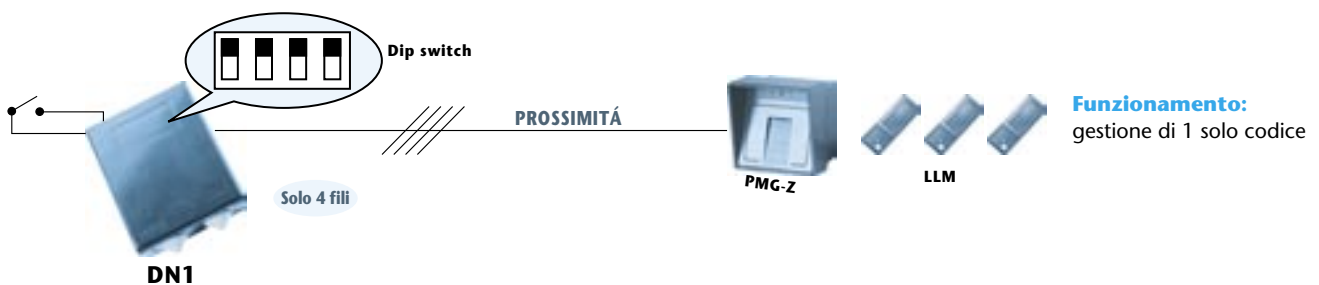 Dip switch
PROSSIMITÁ
Solo 4 fili
DN1
PMG-Z
LLM
Funzionamento:
gestione di 1 solo codice